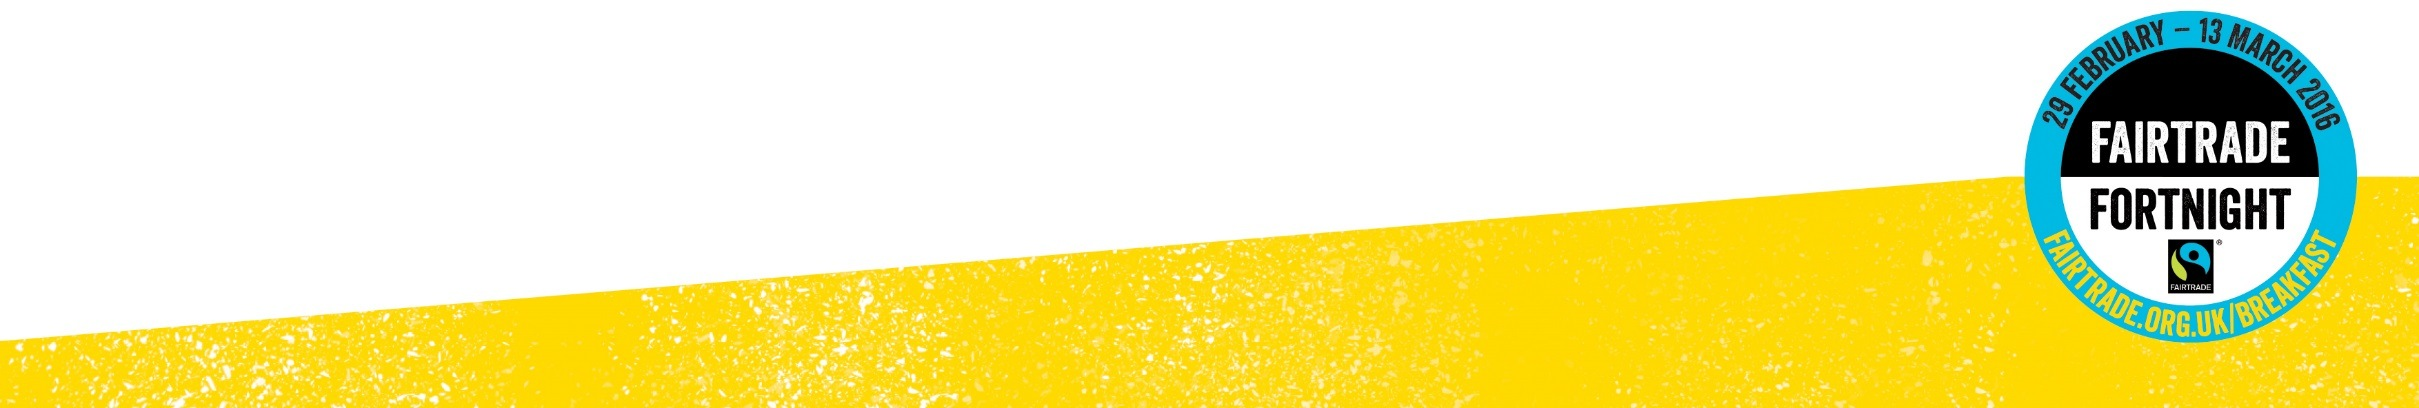 29 FEBRUARY – 13 MARCH 2016
FAIRTRADE
FORTNIGHT
®
FAIRTRADE
FAIRTRADE.ORG.UK/BREAKFAST